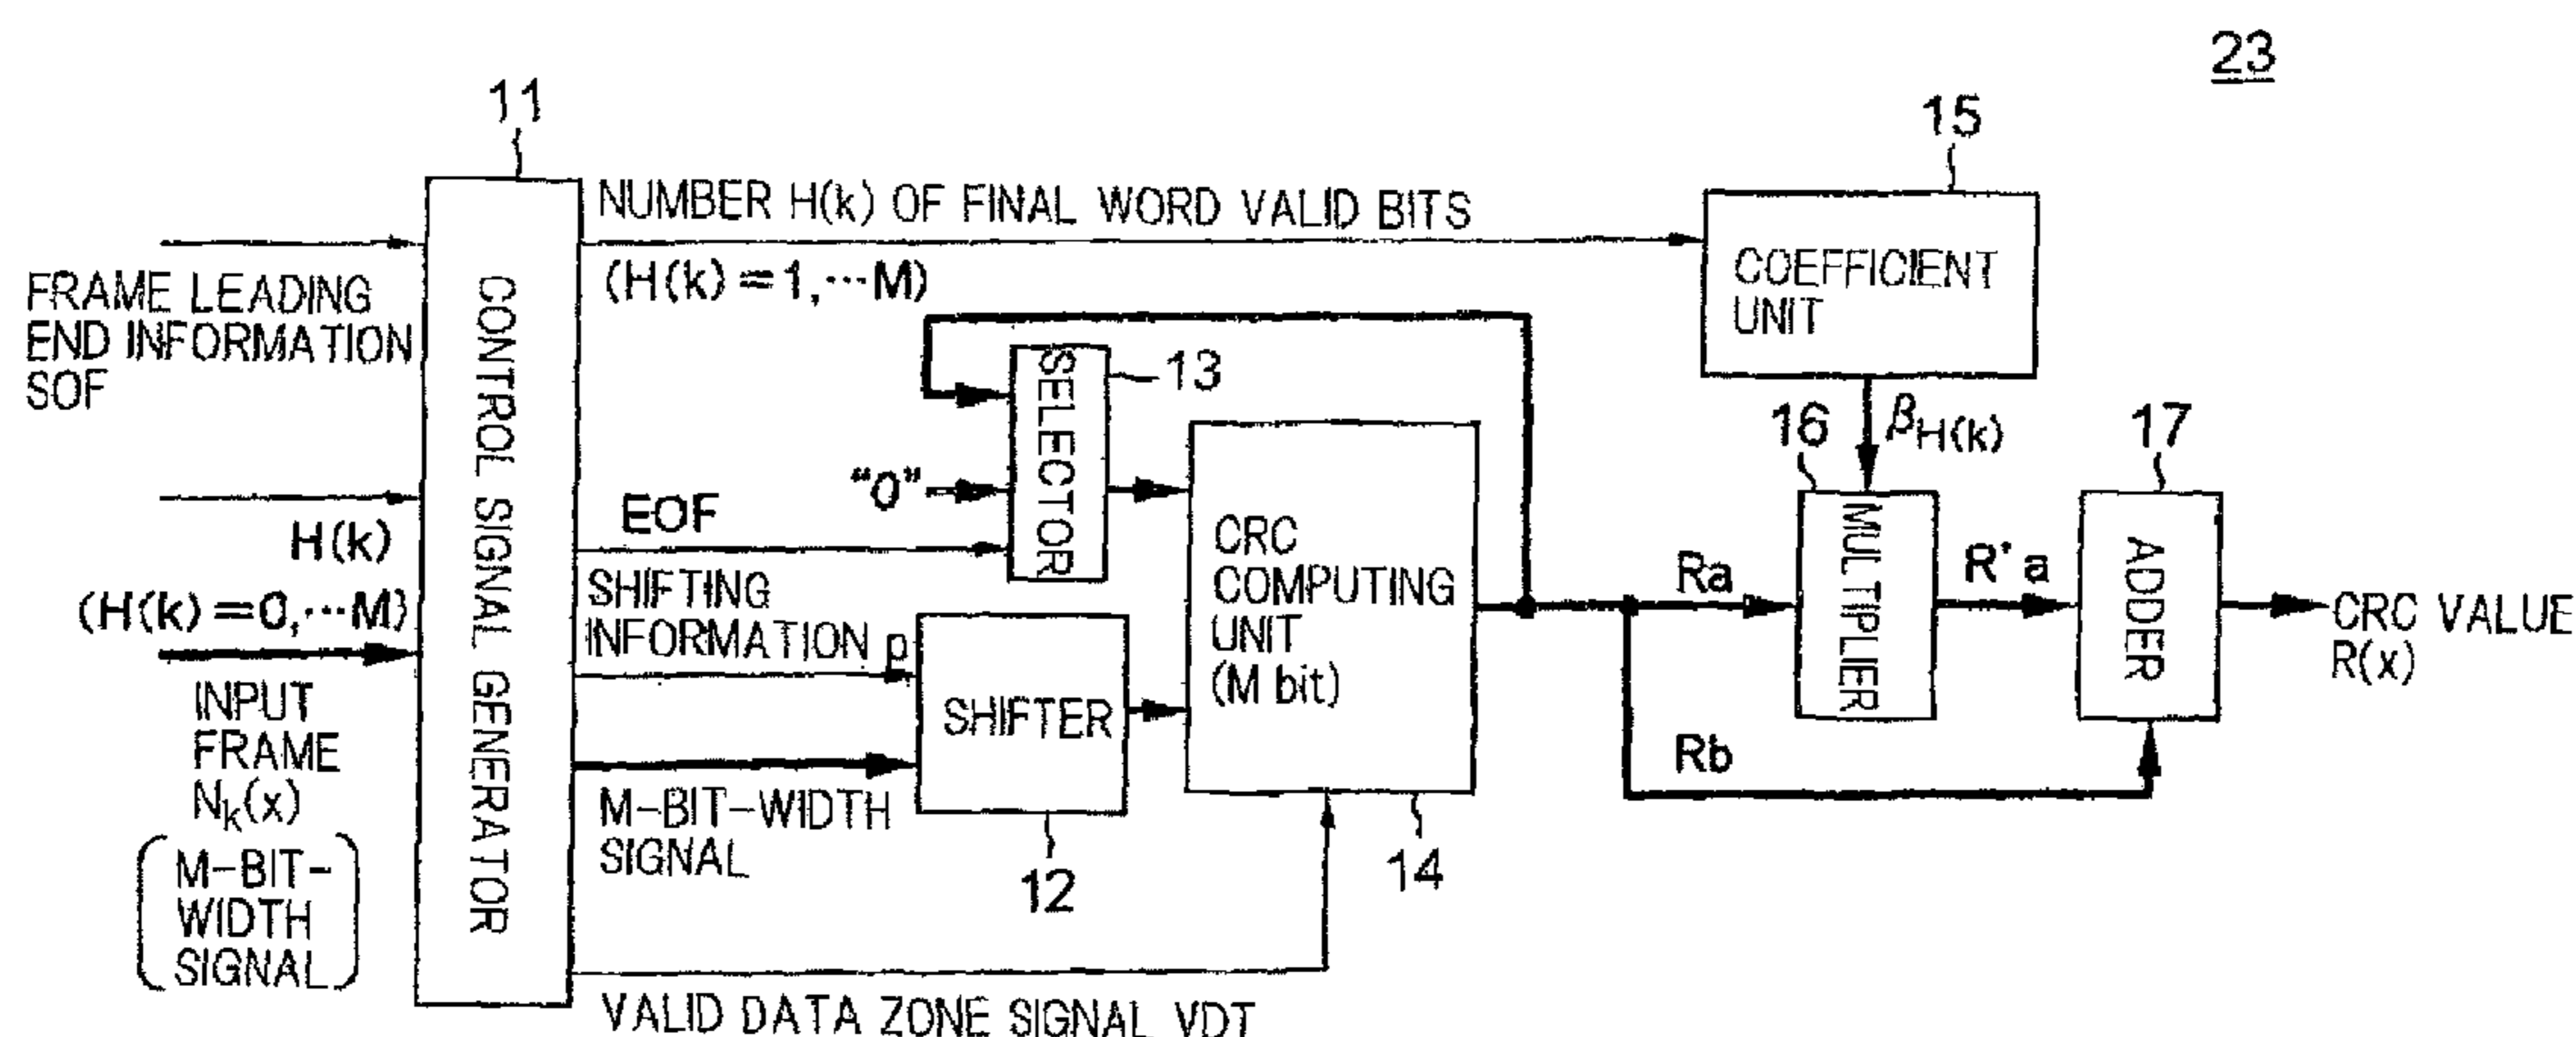 23
11
15
NUMBER H(k) OF FINAL WORD VALID BITS
(H(k)=1,···M)
FRAME LEADING
END INFORMATION
SOF
CONTROL SIGNAL GENERATOR
COEFFICIENT
UNIT
SELECTOR
13
16
βH(k)
17
"0"
H(k)
EOF
(H(k)=0,···M)
SHIFTING
INFORMATION p
CRC
COMPUTING
UNIT
(M bit)
Ra
MULTIPLIER
R'a
ADDER
CRC VALUE
R(x)
INPUT
FRAME
Nk(x)
SHIFTER
Rb
M-BIT-WIDTH
SIGNAL
M-BIT-
WIDTH
SIGNAL
12
14
VALID DATA ZONE SIGNAL VDT